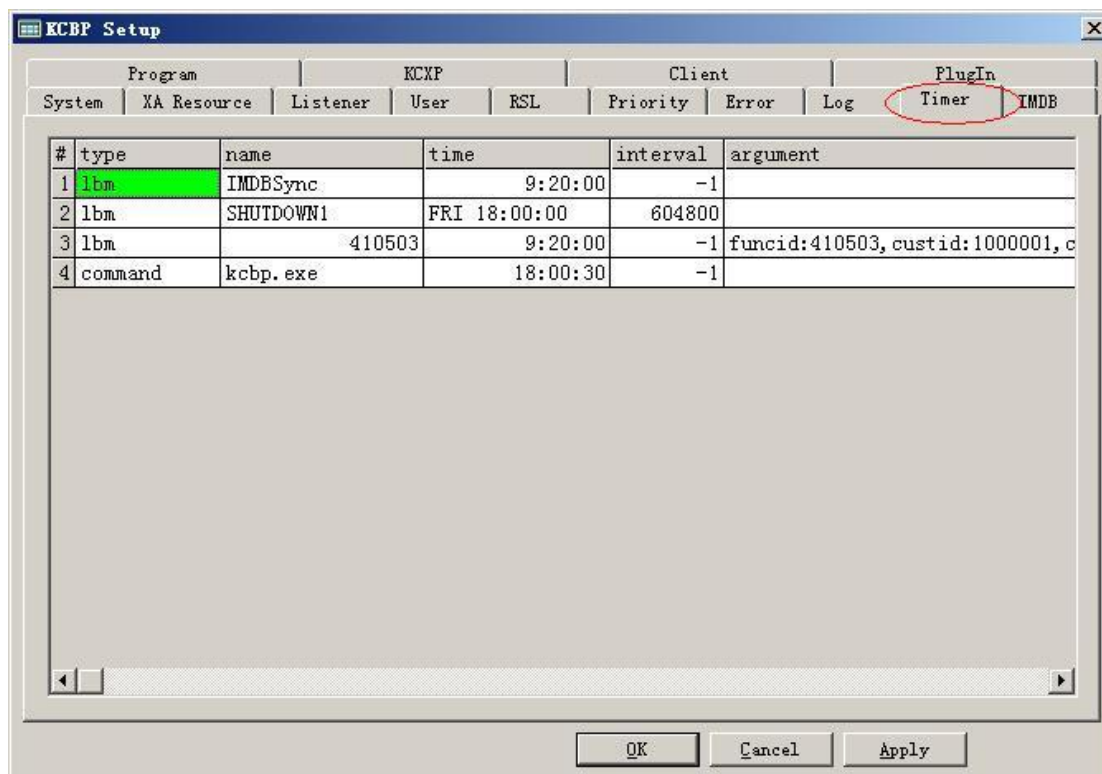 KCBP Setup
Program KCXP Client PlugIn
System XA Resource Listener User RSL Priority Error Log Timer IMDB
# type name time interval argument
1 lbm IMDBSync 9:20:00 -1
2 lbm SHUTDOWN1 FRI 18:00:00 604800
3 lbm 410503 9:20:00 -1 funcid:410503,custid:1000001,c
4 command kcbp.exe 18:00:30 -1
OK Cancel Apply